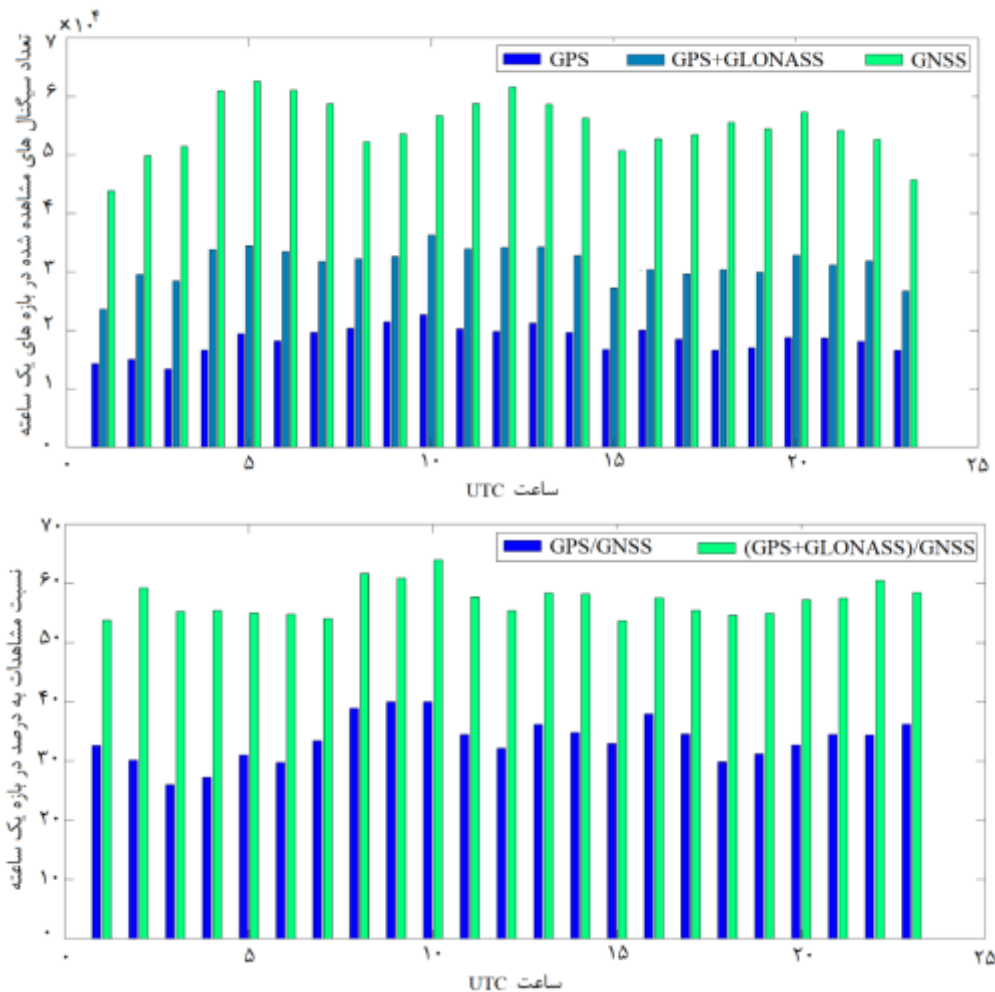 ×۱۰^۴
تعداد سیگنال های مشاهده شده در بازه های یک ساعته
GPS GPS+GLONASS GNSS
۷
۶
۵
۴
۳
۲
۱
۰
۰ ۵ ۱۰ ۱۵ ۲۰ ۲۵
ساعت UTC
نسبت مشاهدات به درصد در بازه یک ساعته
GPS/GNSS (GPS+GLONASS)/GNSS
۷۰
۶۰
۵۰
۴۰
۳۰
۲۰
۱۰
۰
۰ ۵ ۱۰ ۱۵ ۲۰ ۲۵
ساعت UTC